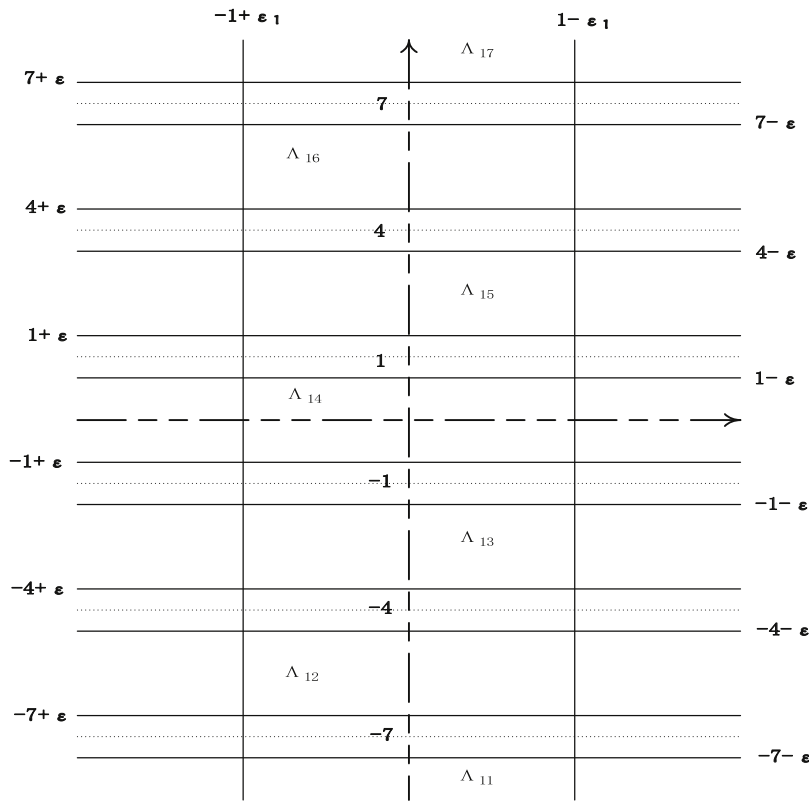 -1+ ε 1
1- ε 1
Λ 17
7+ ε
7
7- ε
Λ 16
4+ ε
4
4- ε
Λ 15
1+ ε
1
1- ε
Λ 14
-1+ ε
-1
-1- ε
Λ 13
-4+ ε
-4
-4- ε
Λ 12
-7+ ε
-7
-7- ε
Λ 11